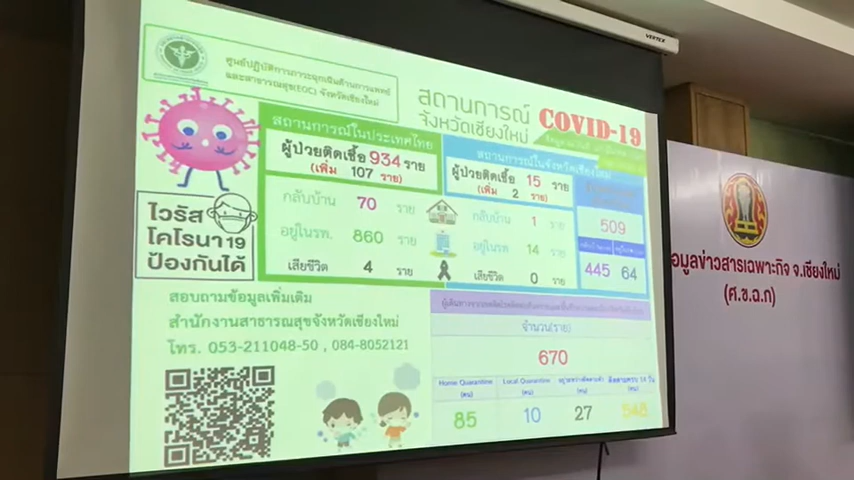 VERTEX
ศูนย์ปฏิบัติการภาวะฉุกเฉินด้านการแพทย์
และสาธารณสุข(EOC) จังหวัดเชียงใหม่
สถานการณ์ COVID-19
จังหวัดเชียงใหม่
สถานการณ์ในประเทศไทย
ผู้ป่วยติดเชื้อ 934 ราย
(เพิ่ม 107 ราย)
กลับบ้าน 70 ราย
อยู่ในรพ. 860 ราย
เสียชีวิต 4 ราย
สถานการณ์ในจังหวัดเชียงใหม่
ผู้ป่วยติดเชื้อ 15 ราย
(เพิ่ม 2 ราย)
กลับบ้าน 1 ราย
อยู่ในรพ. 14 ราย
เสียชีวิต 0 ราย
509
445 64
ไวรัส
โคโรนา19
ป้องกันได้
สอบถามข้อมูลเพิ่มเติม
สำนักงานสาธารณสุขจังหวัดเชียงใหม่
โทร. 053-211048-50 , 084-8052121
จำนวน(ราย)
670
Home Quarantine
(คน)
85
Local Quarantine
(คน)
10
(คน)
27
548
อมูลข่าวสารเฉพาะกิจ จ.เชียงใหม่
(ศ.ข.ฉ.ก)